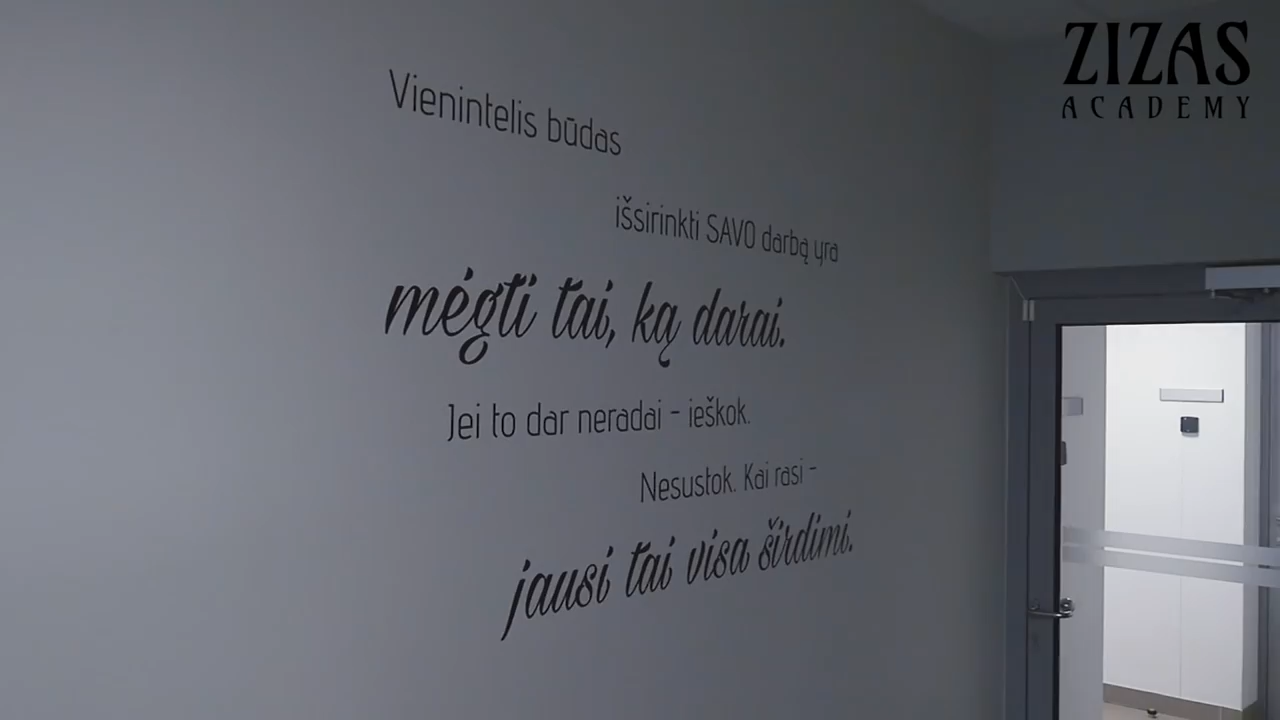 ZIZAS
ACADEMY
Vienintelis būdas
išsirinkti SAVO darbą yra
mėgti tai, ką darai.
Jei to dar neradai - ieškok.
Nesustok. Kai rasi -
jausi tai visa širdimi.